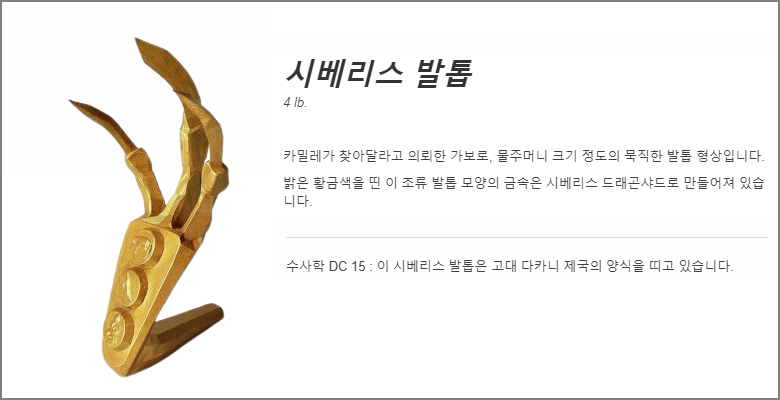 시베리스 발톱
4 lb.
카밀레가 찾아달라고 의뢰한 가보로, 물주머니 크기 정도의 묵직한 발톱 형상입니다.
밝은 황금색을 띤 이 조류 발톱 모양의 금속은 시베리스 드래곤샤드로 만들어져 있습
니다.
수사학 DC 15 : 이 시베리스 발톱은 고대 다카니 제국의 양식을 띠고 있습니다.